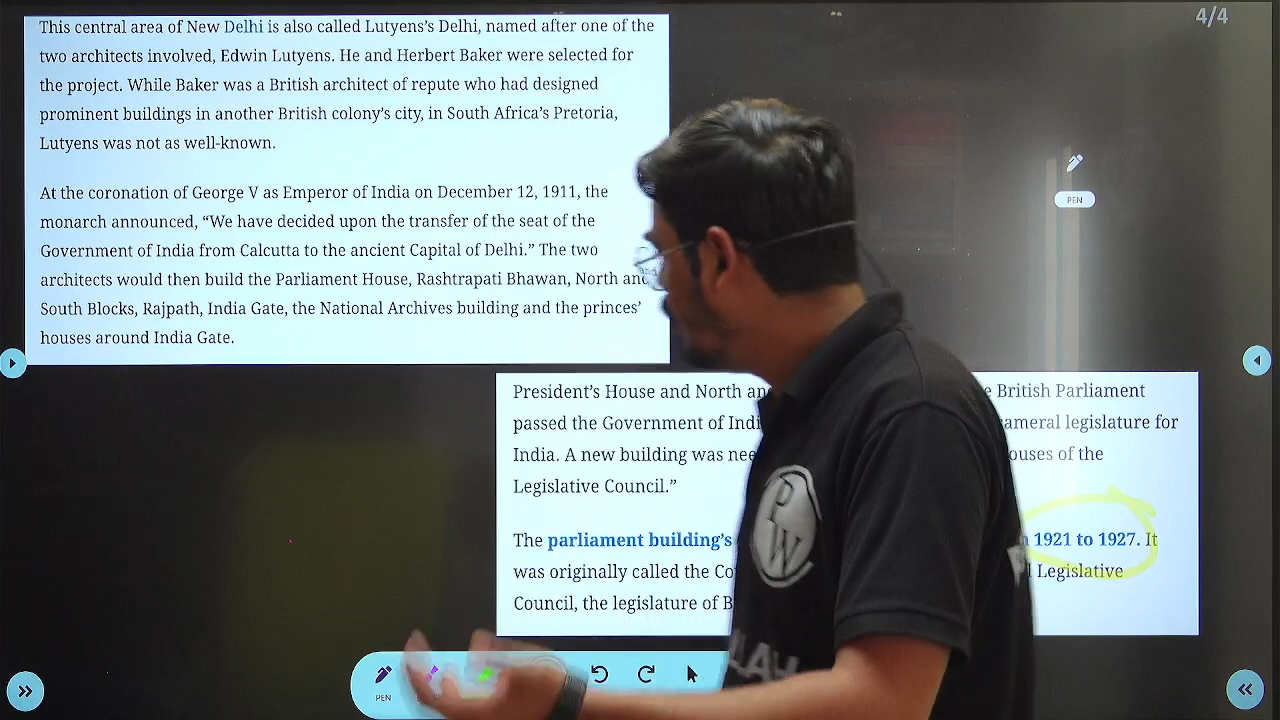 4/4
This central area of New Delhi is also called Lutyens’s Delhi, named after one of the
two architects involved, Edwin Lutyens. He and Herbert Baker were selected for
the project. While Baker was a British architect of repute who had designed
prominent buildings in another British colony’s city, in South Africa’s Pretoria,
Lutyens was not as well-known.
At the coronation of George V as Emperor of India on December 12, 1911, the
monarch announced, “We have decided upon the transfer of the seat of the
Government of India from Calcutta to the ancient Capital of Delhi.” The two
architects would then build the Parliament House, Rashtrapati Bhawan, North and
South Blocks, Rajpath, India Gate, the National Archives building and the princes’
houses around India Gate.
PEN
President’s House and North British Parliament
passed the Government of legislature for
India. A new building was of the
Legislative Council.”
The parliament building’s 1921 to 1927. It
was originally called the Legislative
Council, the legislature of
PW
PEN